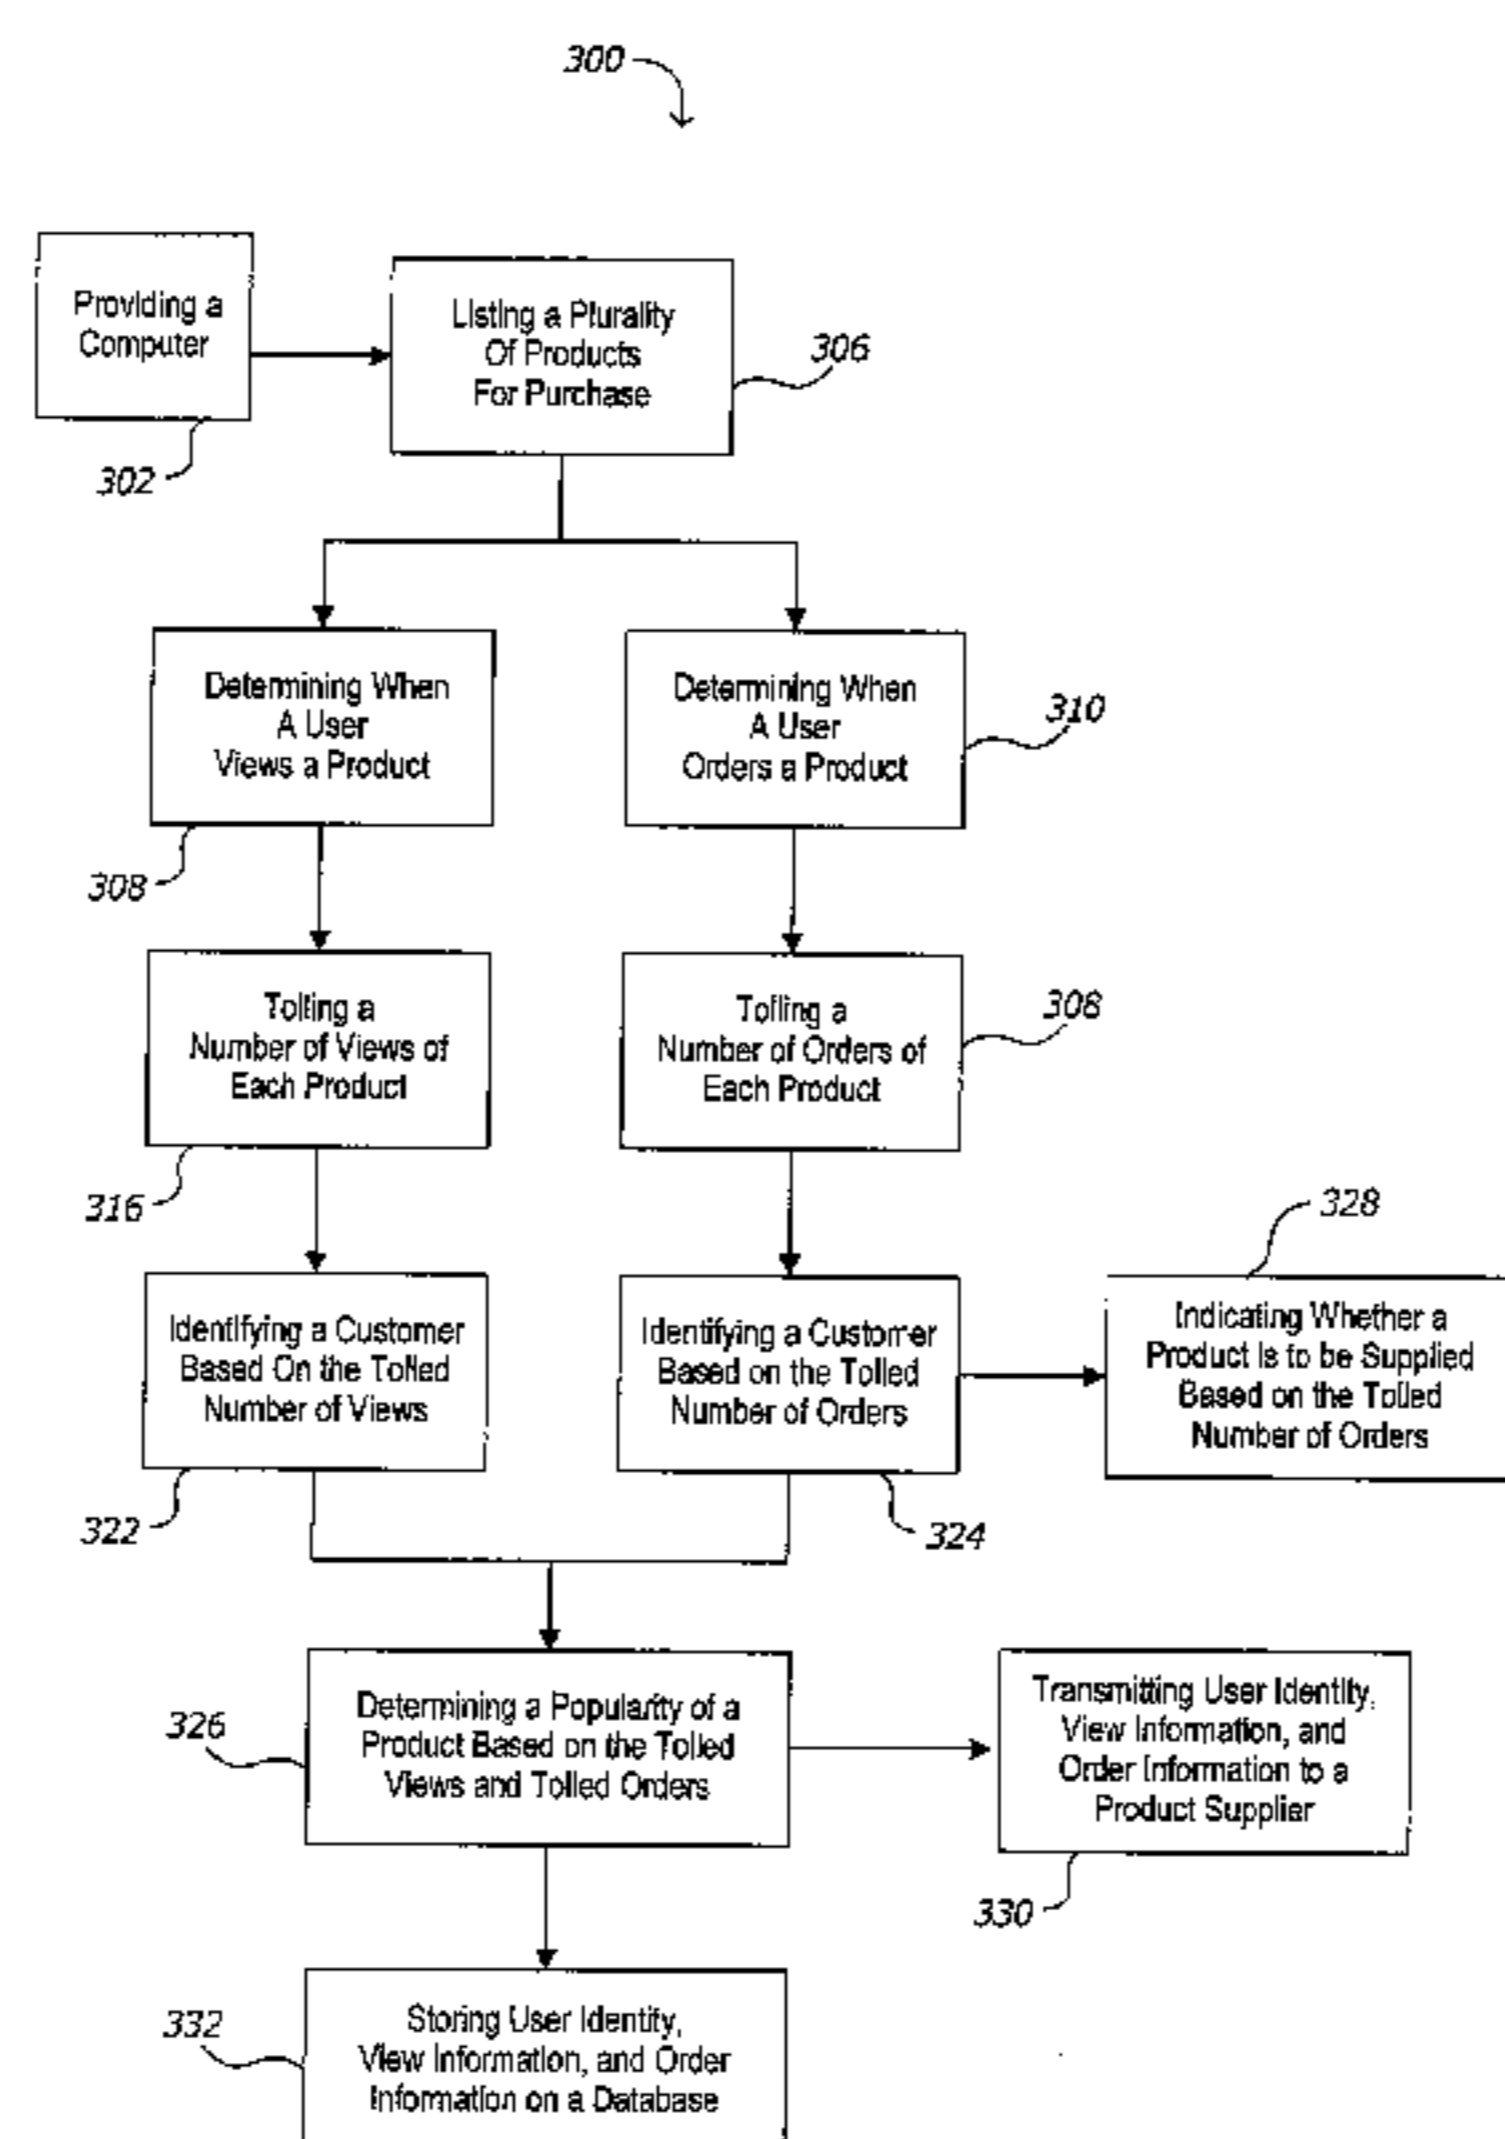 300
Providing a
Computer
302
Listing a Plurality
Of Products
For Purchase
306
Determining When
A User
Views a Product
308
Determining When
A User
Orders a Product
310
Tolling a
Number of Views of
Each Product
316
Tolling a
Number of Orders of
Each Product
308
Identifying a Customer
Based On the Tolled
Number of Views
322
Identifying a Customer
Based on the Tolled
Number of Orders
324
328
Indicating Whether a
Product Is to be Supplied
Based on the Tolled
Number of Orders
326
Determining a Popularity of a
Product Based on the Tolled
Views and Tolled Orders
Transmitting User Identity,
View Information, and
Order Information to a
Product Supplier
330
332
Storing User Identity,
View Information, and Order
Information on a Database